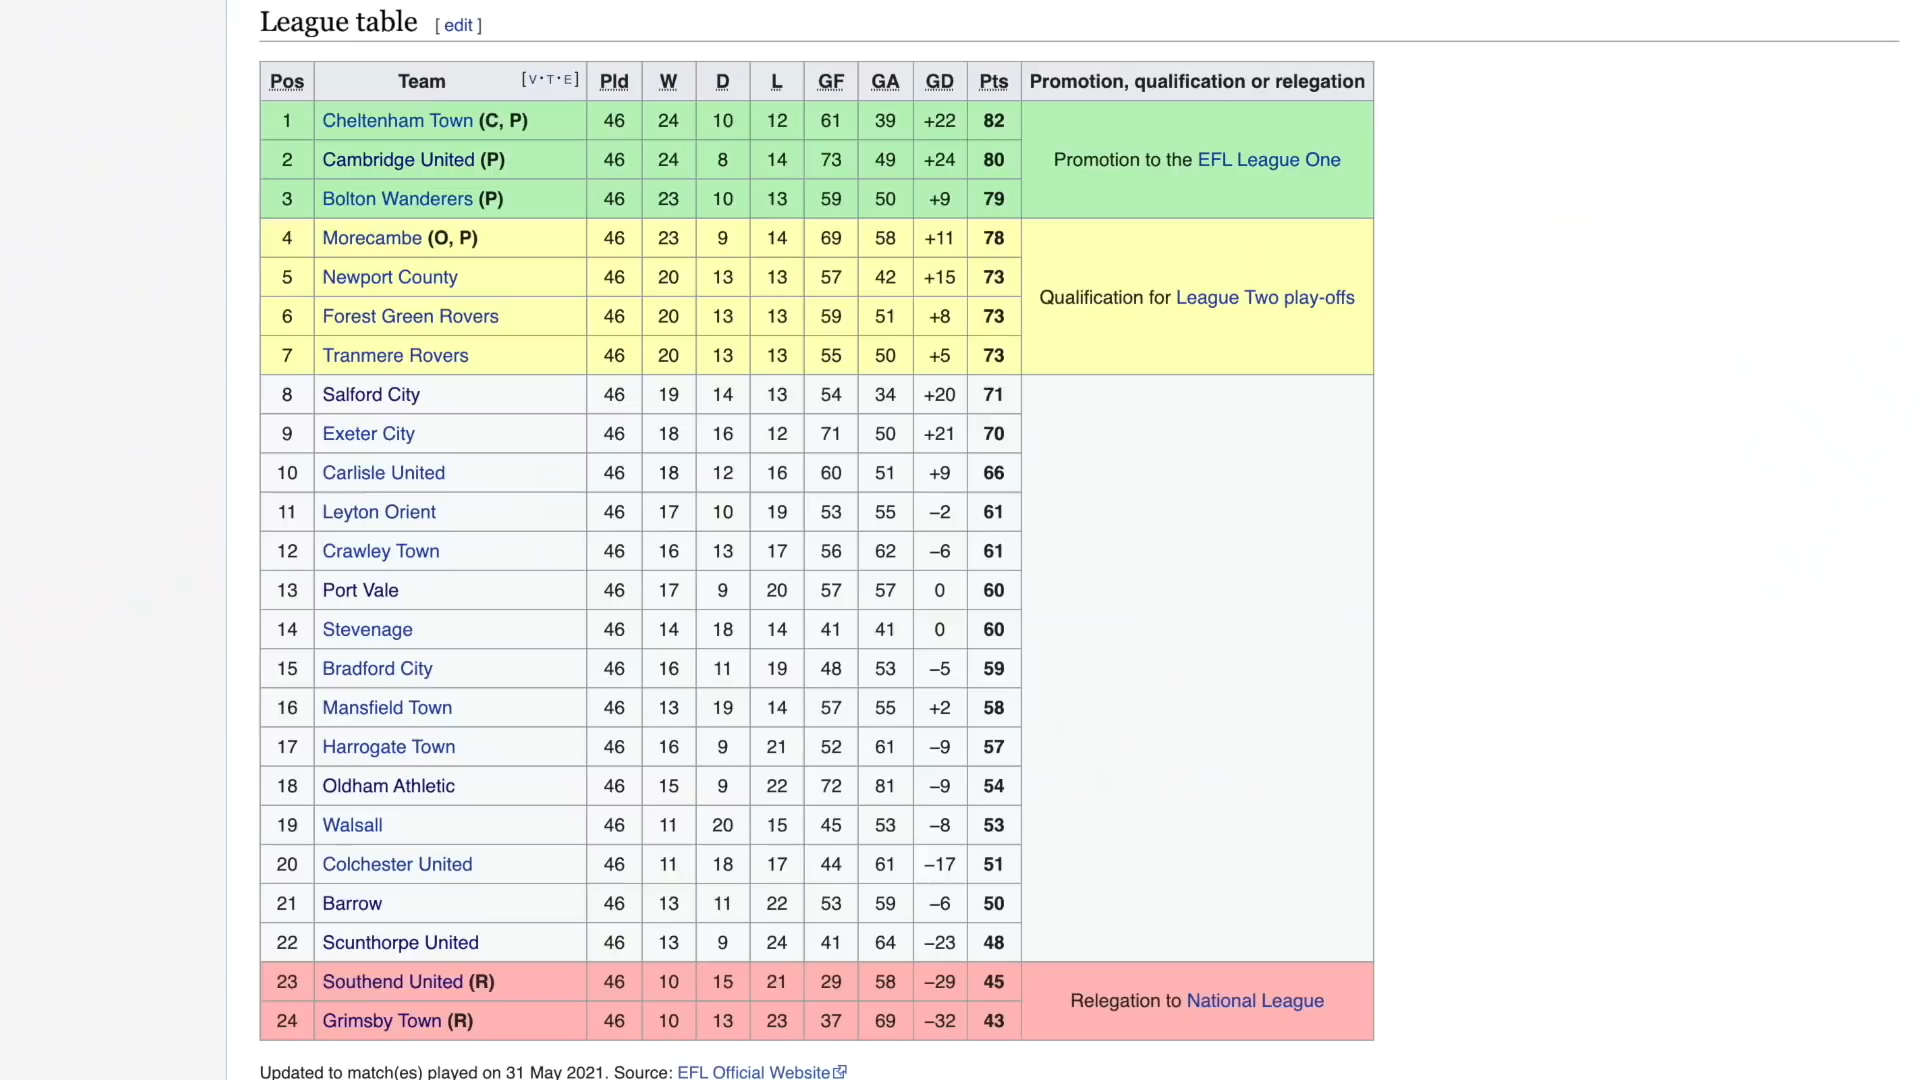 League table [ edit ]
Pos Team [V·T·E] Pld W D L GF GA GD Pts Promotion, qualification or relegation
1 Cheltenham Town (C, P) 46 24 10 12 61 39 +22 82
2 Cambridge United (P) 46 24 8 14 73 49 +24 80 Promotion to the EFL League One
3 Bolton Wanderers (P) 46 23 10 13 59 50 +9 79
4 Morecambe (O, P) 46 23 9 14 69 58 +11 78
5 Newport County 46 20 13 13 57 42 +15 73
Qualification for League Two play-offs
6 Forest Green Rovers 46 20 13 13 59 51 +8 73
7 Tranmere Rovers 46 20 13 13 55 50 +5 73
8 Salford City 46 19 14 13 54 34 +20 71
9 Exeter City 46 18 16 12 71 50 +21 70
10 Carlisle United 46 18 12 16 60 51 +9 66
11 Leyton Orient 46 17 10 19 53 55 −2 61
12 Crawley Town 46 16 13 17 56 62 −6 61
13 Port Vale 46 17 9 20 57 57 0 60
14 Stevenage 46 14 18 14 41 41 0 60
15 Bradford City 46 16 11 19 48 53 −5 59
16 Mansfield Town 46 13 19 14 57 55 +2 58
17 Harrogate Town 46 16 9 21 52 61 −9 57
18 Oldham Athletic 46 15 9 22 72 81 −9 54
19 Walsall 46 11 20 15 45 53 −8 53
20 Colchester United 46 11 18 17 44 61 −17 51
21 Barrow 46 13 11 22 53 59 −6 50
22 Scunthorpe United 46 13 9 24 41 64 −23 48
23 Southend United (R) 46 10 15 21 29 58 −29 45
Relegation to National League
24 Grimsby Town (R) 46 10 13 23 37 69 −32 43
Updated to match(es) played on 31 May 2021. Source: EFL Official Website